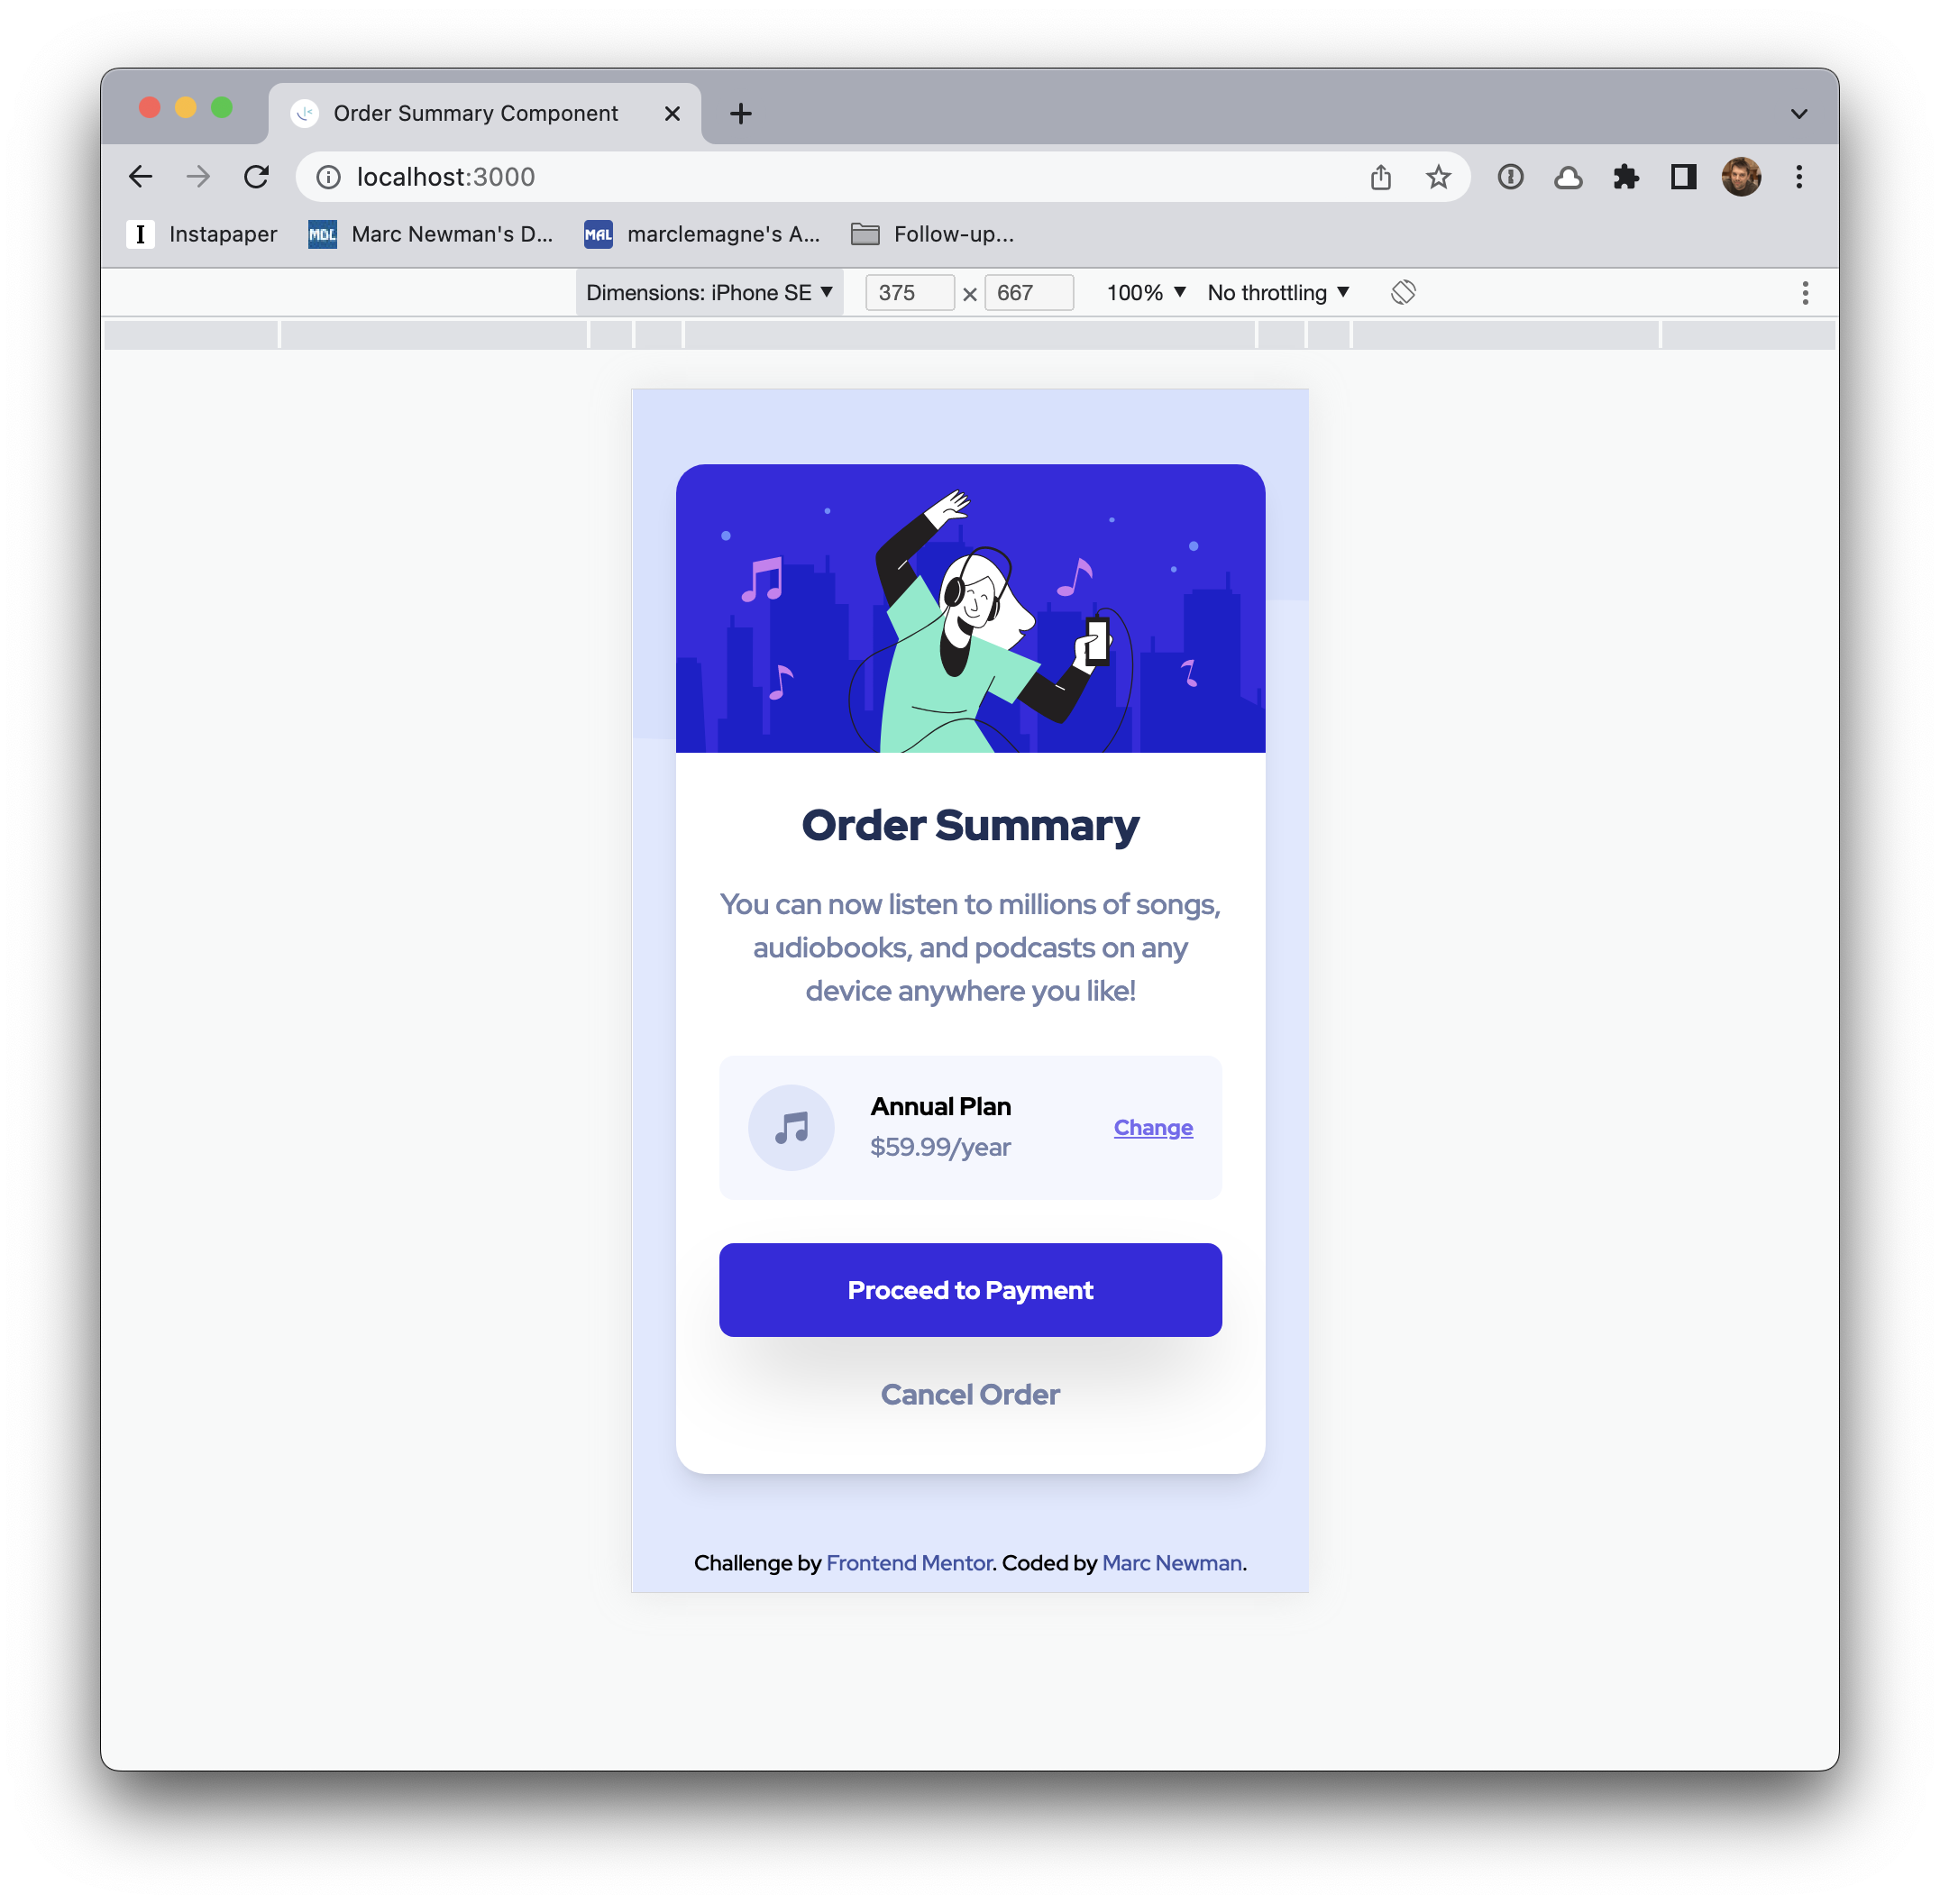 Order Summary Component
localhost:3000
I Instapaper MDL Marc Newman's D... MAL marclemagne's A... Follow-up...
Dimensions: iPhone SE 375 × 667 100% No throttling
Order Summary
You can now listen to millions of songs,
audiobooks, and podcasts on any
device anywhere you like!
Annual Plan
$59.99/year
Change
Proceed to Payment
Cancel Order
Challenge by Frontend Mentor. Coded by Marc Newman.